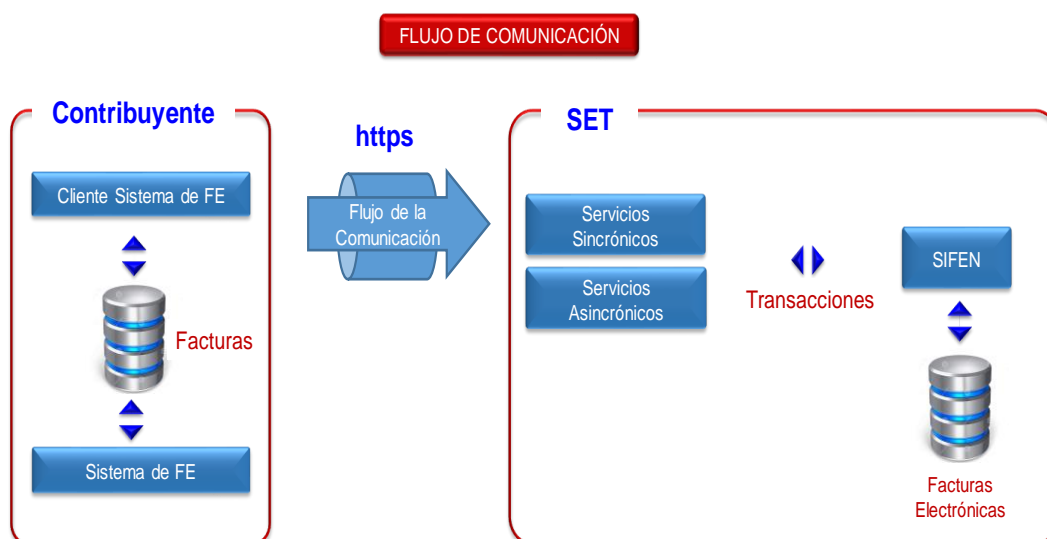 FLUJO DE COMUNICACIÓN
Contribuyente
Cliente Sistema de FE
Facturas
Sistema de FE
https
Flujo de la
Comunicación
SET
Servicios
Sincrónicos
Servicios
Asincrónicos
Transacciones
SIFEN
Facturas
Electrónicas